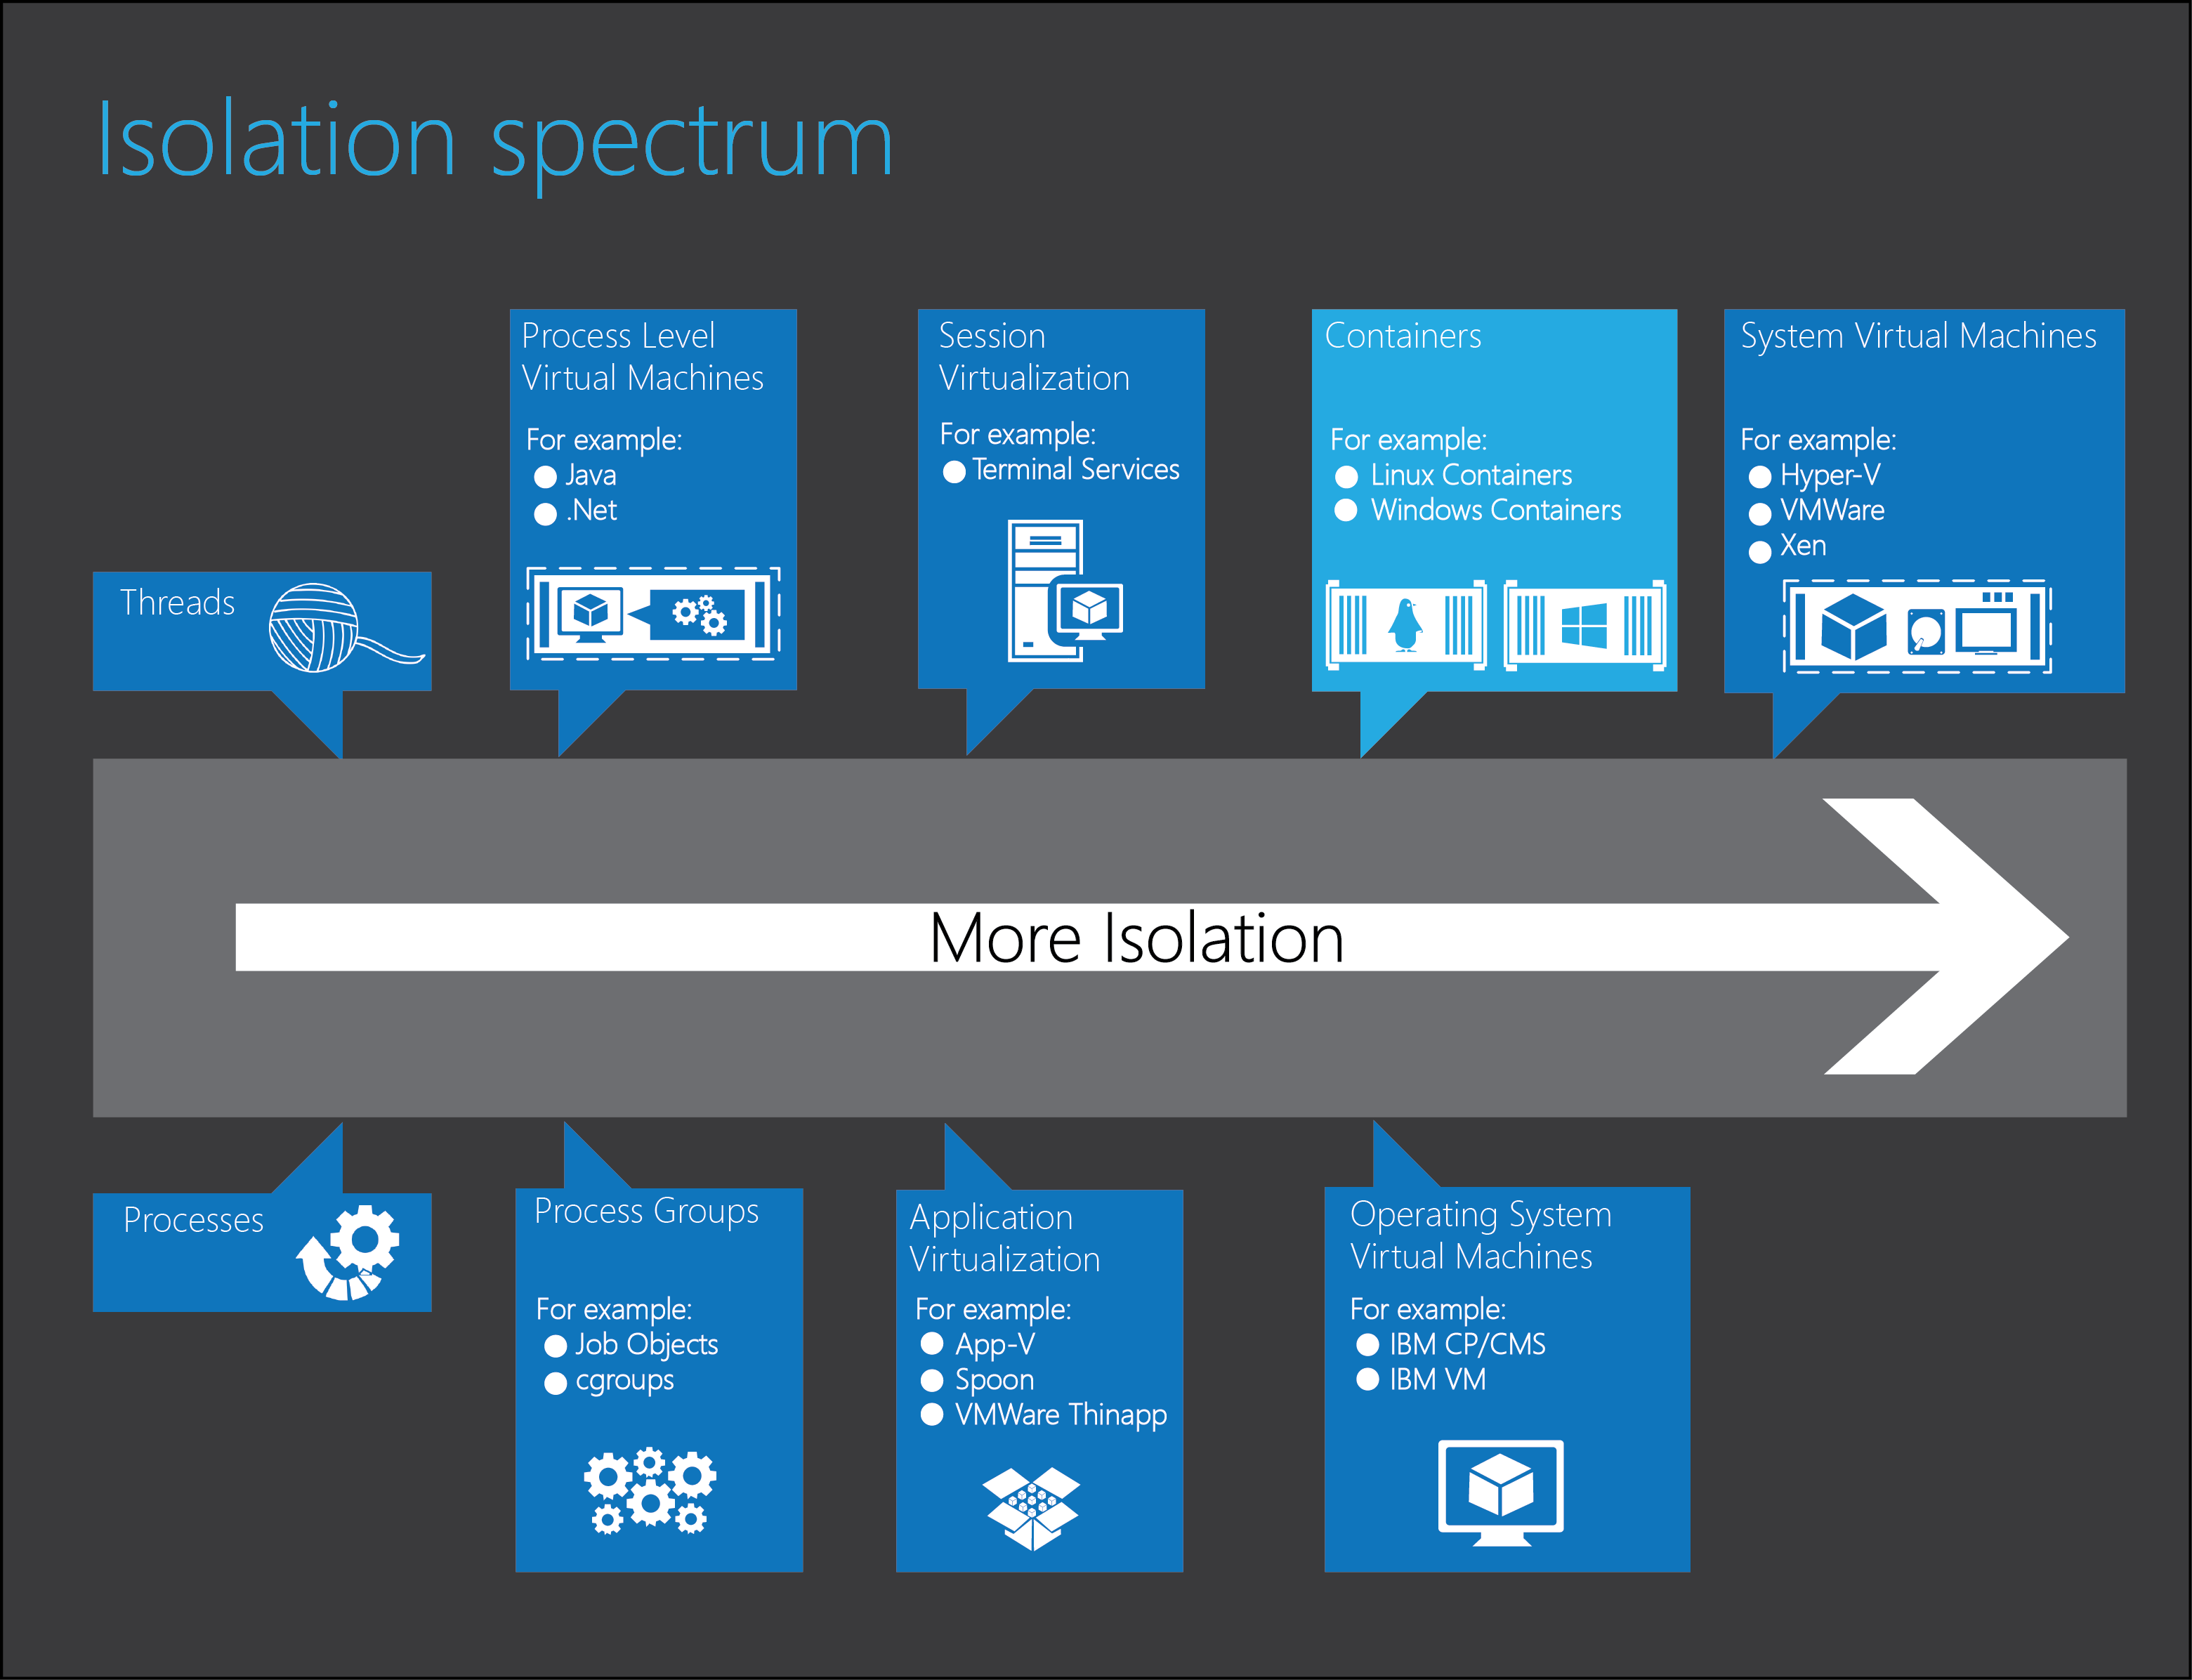 Isolation spectrum
Threads
Process Level
Virtual Machines
For example:
Java
.Net
Session
Virtualization
For example:
Terminal Services
Containers
For example:
Linux Containers
Windows Containers
System Virtual Machines
For example:
Hyper-V
VMWare
Xen
More Isolation
Processes
Process Groups
For example:
Job Objects
cgroups
Application
Virtualization
For example:
App-V
Spoon
VMWare Thinapp
Operating System
Virtual Machines
For example:
IBM CP/CMS
IBM VM